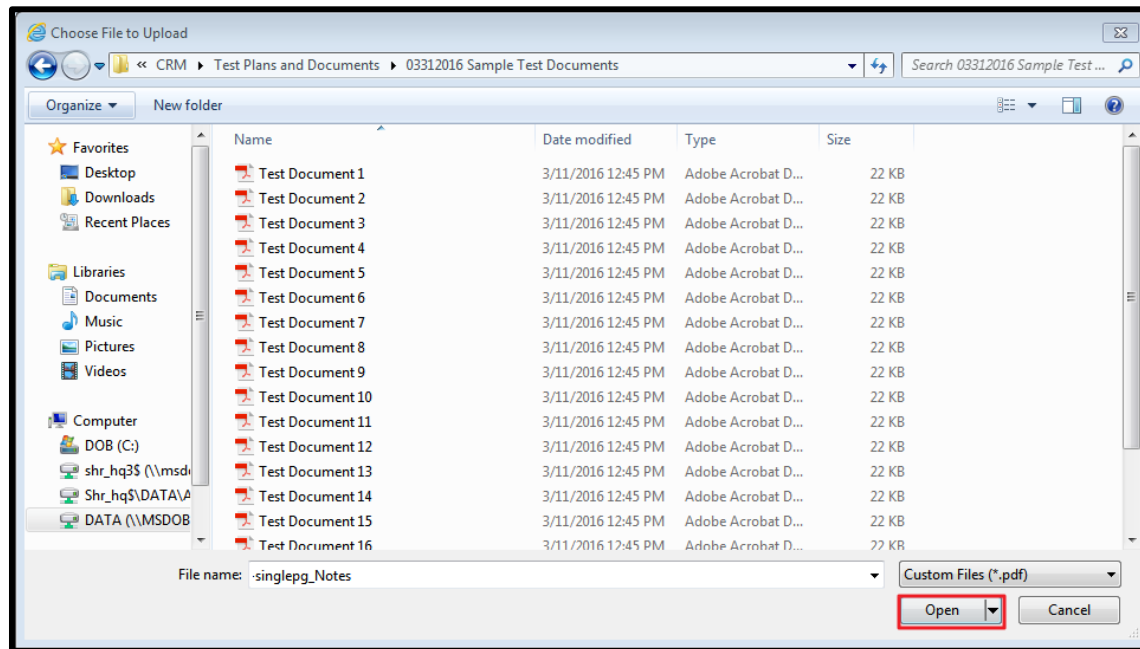 Choose File to Upload
« CRM ▸ Test Plans and Documents ▸ 03312016 Sample Test Documents
Search 03312016 Sample Test ...
Organize
New folder
Name Date modified Type Size
Favorites
Desktop
Downloads
Recent Places
Libraries
Documents
Music
Pictures
Videos
Computer
DOB (C:)
shr_hq3$ (\\msd
Shr_hq$\DATA\A
DATA (\\MSDOB
Test Document 1 3/11/2016 12:45 PM Adobe Acrobat D... 22 KB
Test Document 2 3/11/2016 12:45 PM Adobe Acrobat D... 22 KB
Test Document 3 3/11/2016 12:45 PM Adobe Acrobat D... 22 KB
Test Document 4 3/11/2016 12:45 PM Adobe Acrobat D... 22 KB
Test Document 5 3/11/2016 12:45 PM Adobe Acrobat D... 22 KB
Test Document 6 3/11/2016 12:45 PM Adobe Acrobat D... 22 KB
Test Document 7 3/11/2016 12:45 PM Adobe Acrobat D... 22 KB
Test Document 8 3/11/2016 12:45 PM Adobe Acrobat D... 22 KB
Test Document 9 3/11/2016 12:45 PM Adobe Acrobat D... 22 KB
Test Document 10 3/11/2016 12:45 PM Adobe Acrobat D... 22 KB
Test Document 11 3/11/2016 12:45 PM Adobe Acrobat D... 22 KB
Test Document 12 3/11/2016 12:45 PM Adobe Acrobat D... 22 KB
Test Document 13 3/11/2016 12:45 PM Adobe Acrobat D... 22 KB
Test Document 14 3/11/2016 12:45 PM Adobe Acrobat D... 22 KB
Test Document 15 3/11/2016 12:45 PM Adobe Acrobat D... 22 KB
Test Document 16 3/11/2016 12:45 PM Adobe Acrobat D... 22 KB
File name: -singlepg_Notes
Custom Files (*.pdf)
Open
Cancel